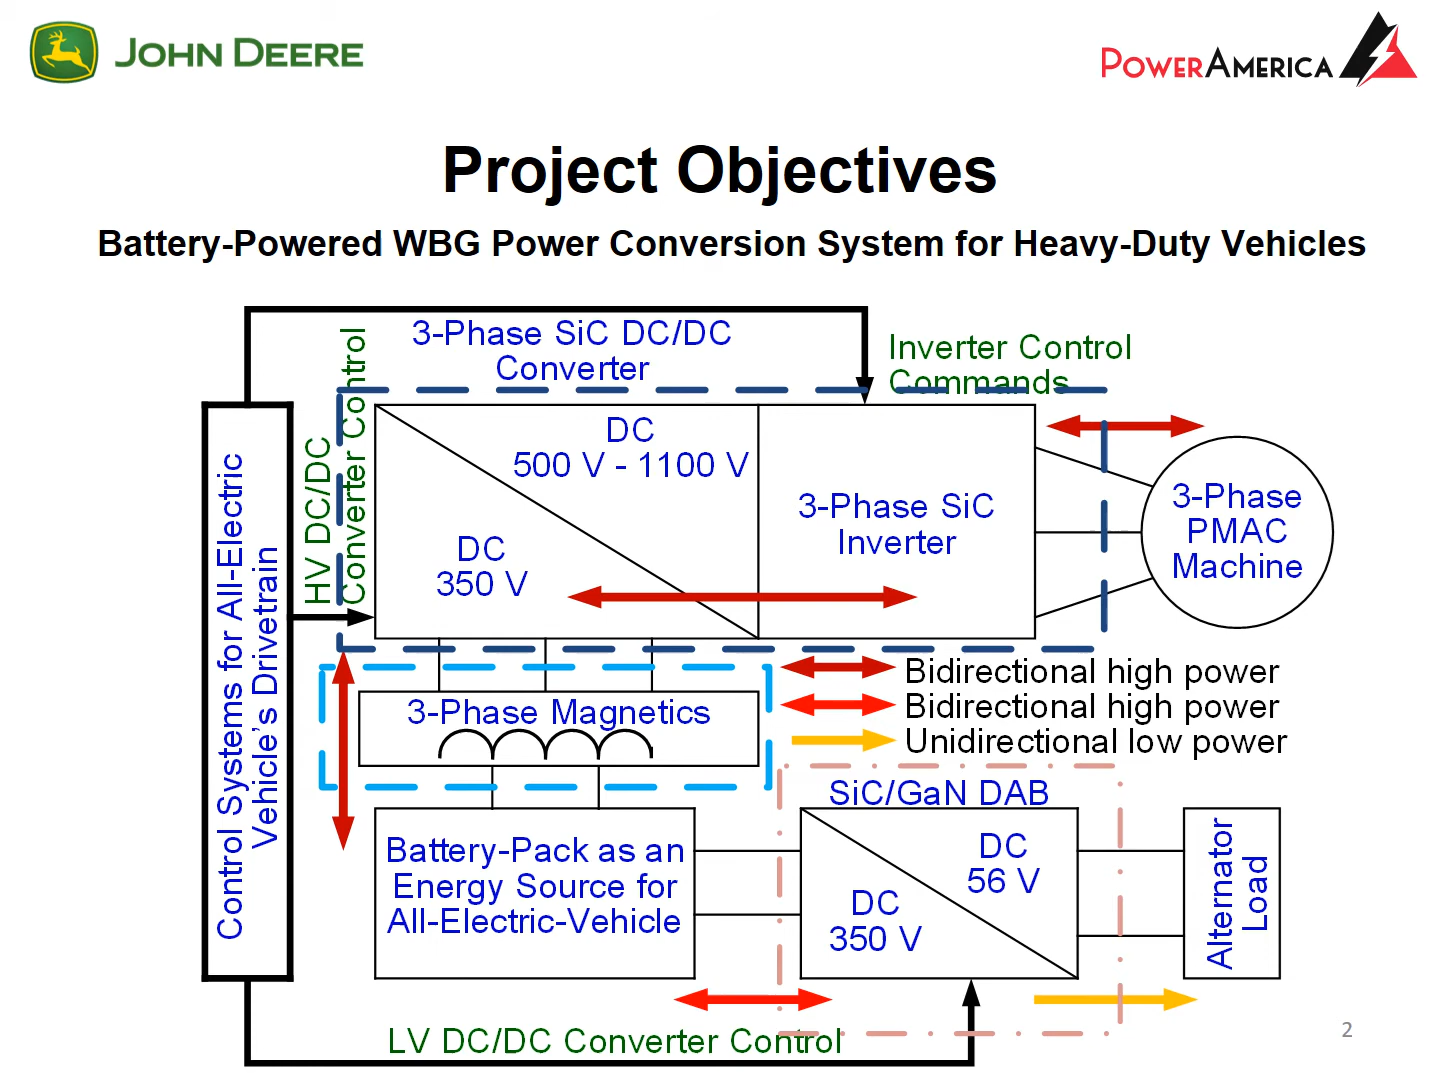 JOHN DEERE
POWERAMERICA
Project Objectives
Battery-Powered WBG Power Conversion System for Heavy-Duty Vehicles
3-Phase SiC DC/DC
Converter
Inverter Control
Commands
HV DC/DC
Converter Control
Control Systems for All-Electric
Vehicle's Drivetrain
DC
500 V - 1100 V
DC
350 V
3-Phase SiC
Inverter
3-Phase
PMAC
Machine
Bidirectional high power
Bidirectional high power
Unidirectional low power
3-Phase Magnetics
SiC/GaN DAB
Battery-Pack as an
Energy Source for
All-Electric-Vehicle
DC
56 V
DC
350 V
Alternator
Load
LV DC/DC Converter Control
2